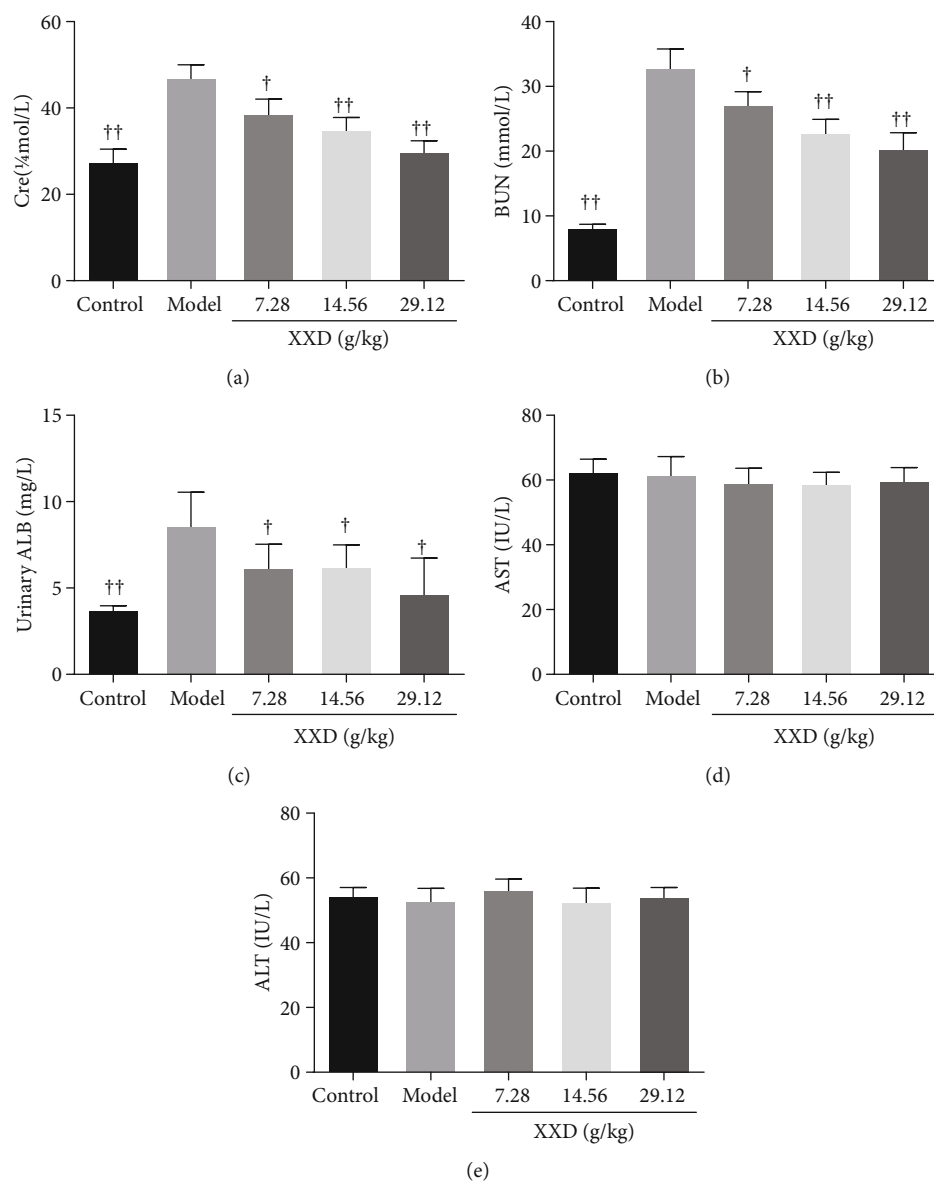 Cre(¼mol/L)
60
40
20
0
††
†
††
††
Control Model 7.28 14.56 29.12
XXD (g/kg)
(a)
BUN (mmol/L)
40
30
20
10
0
††
†
††
††
Control Model 7.28 14.56 29.12
XXD (g/kg)
(b)
Urinary ALB (mg/L)
15
10
5
0
††
†
†
†
Control Model 7.28 14.56 29.12
XXD (g/kg)
(c)
AST (IU/L)
80
60
40
20
0
Control Model 7.28 14.56 29.12
XXD (g/kg)
(d)
ALT (IU/L)
80
60
40
20
0
Control Model 7.28 14.56 29.12
XXD (g/kg)
(e)